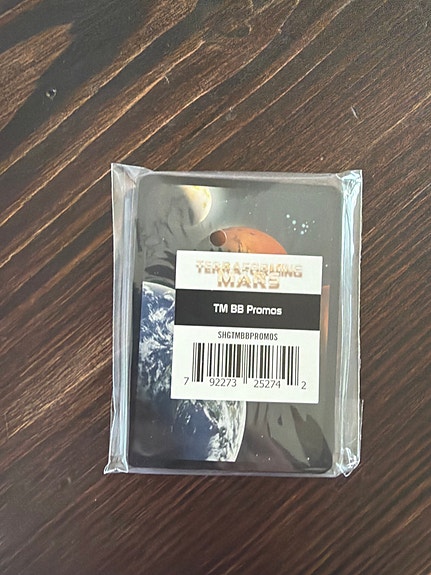 TERRAFORMING
MARS
TM BB Promos
SHGTMBBPROMOS
7 92273 25274 2